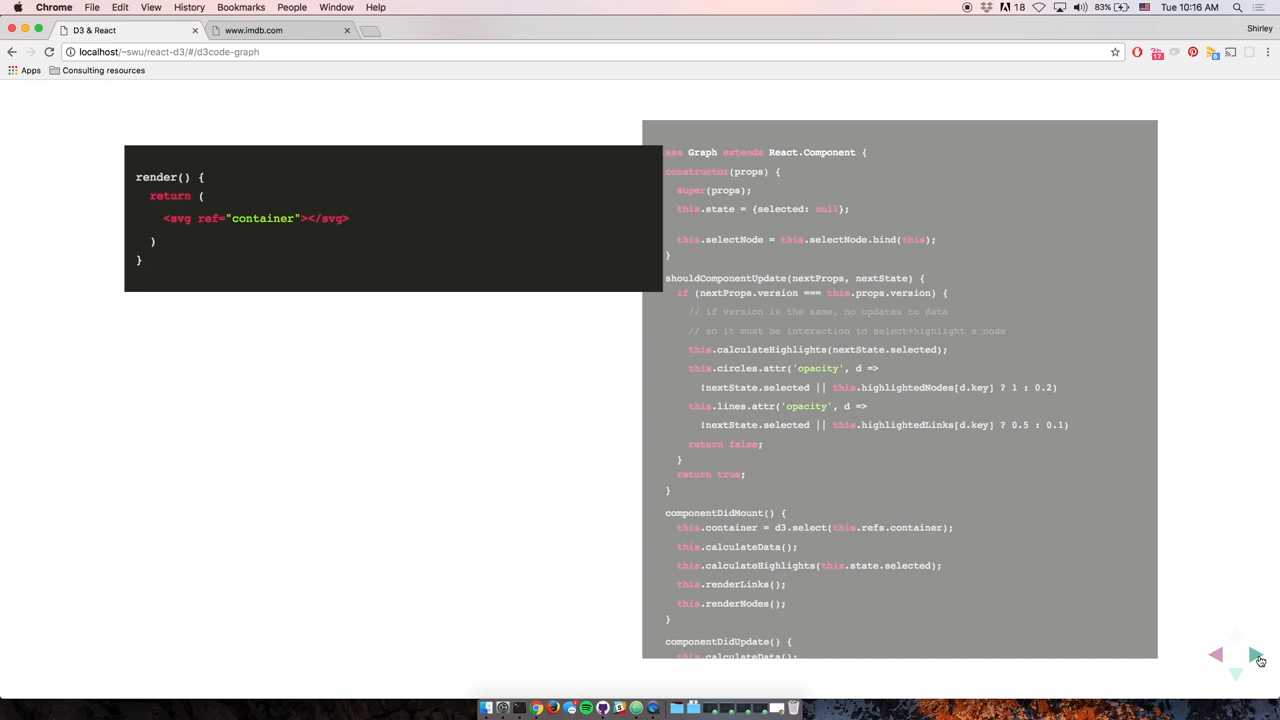 Chrome File Edit View History Bookmarks People Window Help
18 83% Tue 10:16 AM
D3 & React
www.imdb.com
Shirley
localhost/~swu/react-d3/#/d3code-graph
Apps Consulting resources
render() {
return (
<svg ref="container"></svg>
)
}
ass Graph extends React.Component {
constructor(props) {
super(props);
this.state = {selected: null};
this.selectNode = this.selectNode.bind(this);
}
shouldComponentUpdate(nextProps, nextState) {
if (nextProps.version === this.props.version) {
// if version is the same, no updates to data
// so it must be interaction to select+highlight a node
this.calculateHighlights(nextState.selected);
this.circles.attr('opacity', d =>
!nextState.selected || this.highlightedNodes[d.key] ? 1 : 0.2)
this.lines.attr('opacity', d =>
!nextState.selected || this.highlightedLinks[d.key] ? 0.5 : 0.1)
return false;
}
return true;
}
componentDidMount() {
this.container = d3.select(this.refs.container);
this.calculateData();
this.calculateHighlights(this.state.selected);
this.renderLinks();
this.renderNodes();
}
componentDidUpdate() {
this.calculateData();